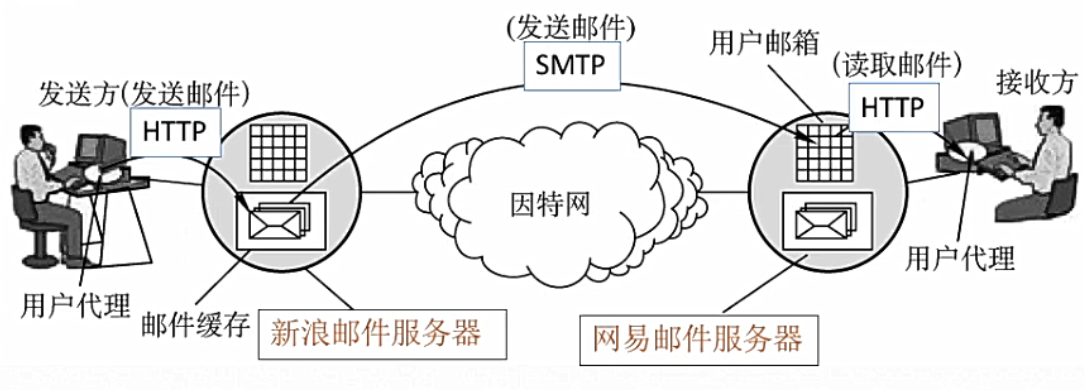 (发送邮件)
SMTP
用户邮箱
(读取邮件)
HTTP
接收方
发送方(发送邮件)
HTTP
因特网
用户代理
用户代理
邮件缓存
新浪邮件服务器
网易邮件服务器